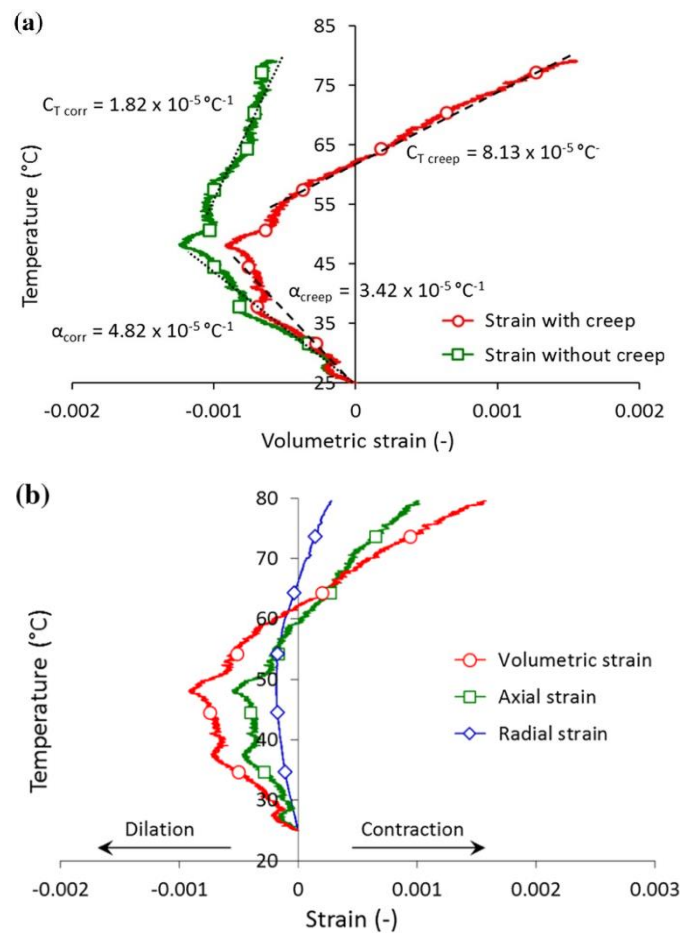 (a)
85
75
65
55
45
35
25
Temperature (°C)
C_T corr = 1.82 x 10⁻⁵ °C⁻¹
C_T creep = 8.13 x 10⁻⁵ °C⁻
α_creep = 3.42 x 10⁻⁵ °C⁻¹
α_corr = 4.82 x 10⁻⁵ °C⁻¹
Strain with creep
Strain without creep
-0.002 -0.001 0 0.001 0.002
Volumetric strain (-)
(b)
80
70
60
50
40
30
20
Temperature (°C)
Volumetric strain
Axial strain
Radial strain
Dilation Contraction
-0.002 -0.001 0 0.001 0.002 0.003
Strain (-)